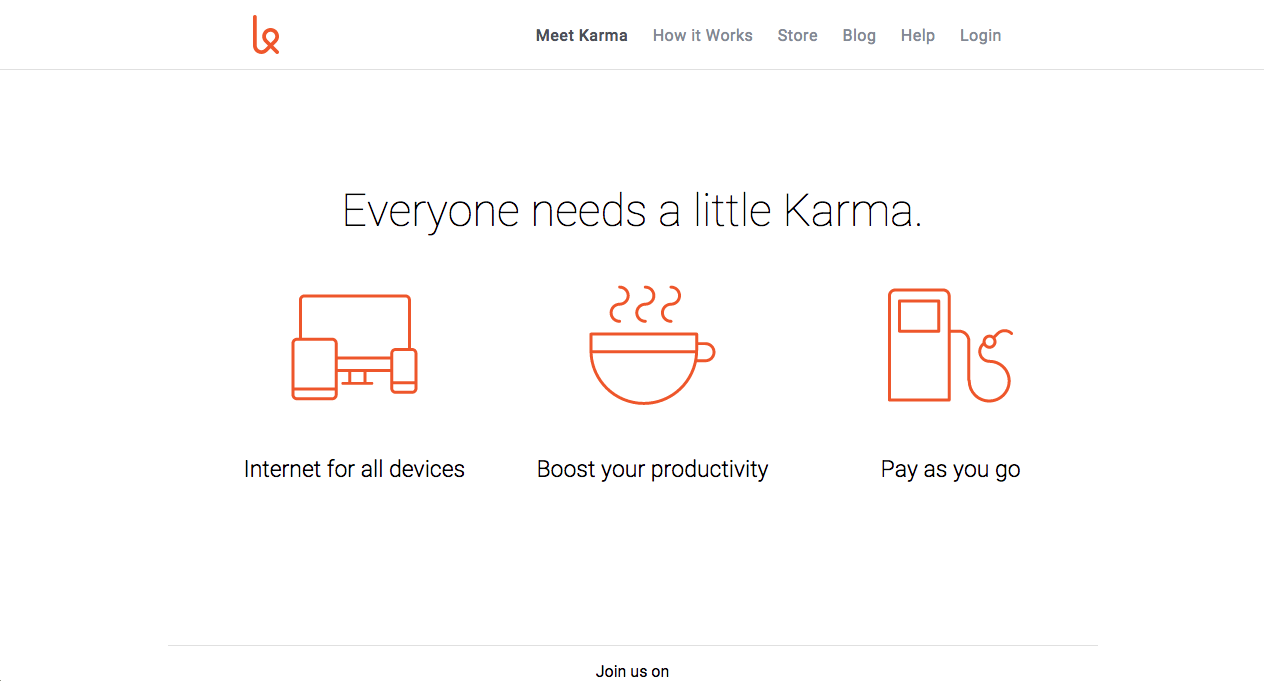 Meet Karma How it Works Store Blog Help Login
Everyone needs a little Karma.
Internet for all devices
Boost your productivity
Pay as you go
Join us on